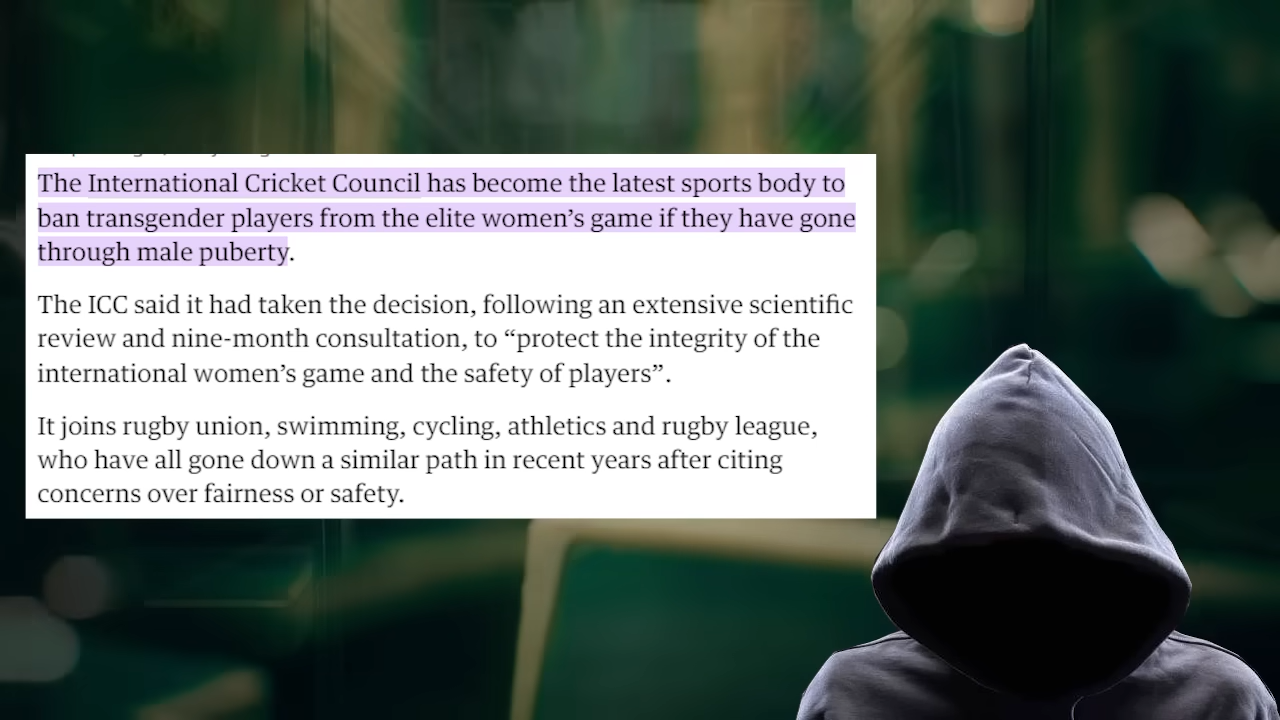 The International Cricket Council has become the latest sports body to
ban transgender players from the elite women’s game if they have gone
through male puberty.
The ICC said it had taken the decision, following an extensive scientific
review and nine-month consultation, to “protect the integrity of the
international women’s game and the safety of players”.
It joins rugby union, swimming, cycling, athletics and rugby league,
who have all gone down a similar path in recent years after citing
concerns over fairness or safety.